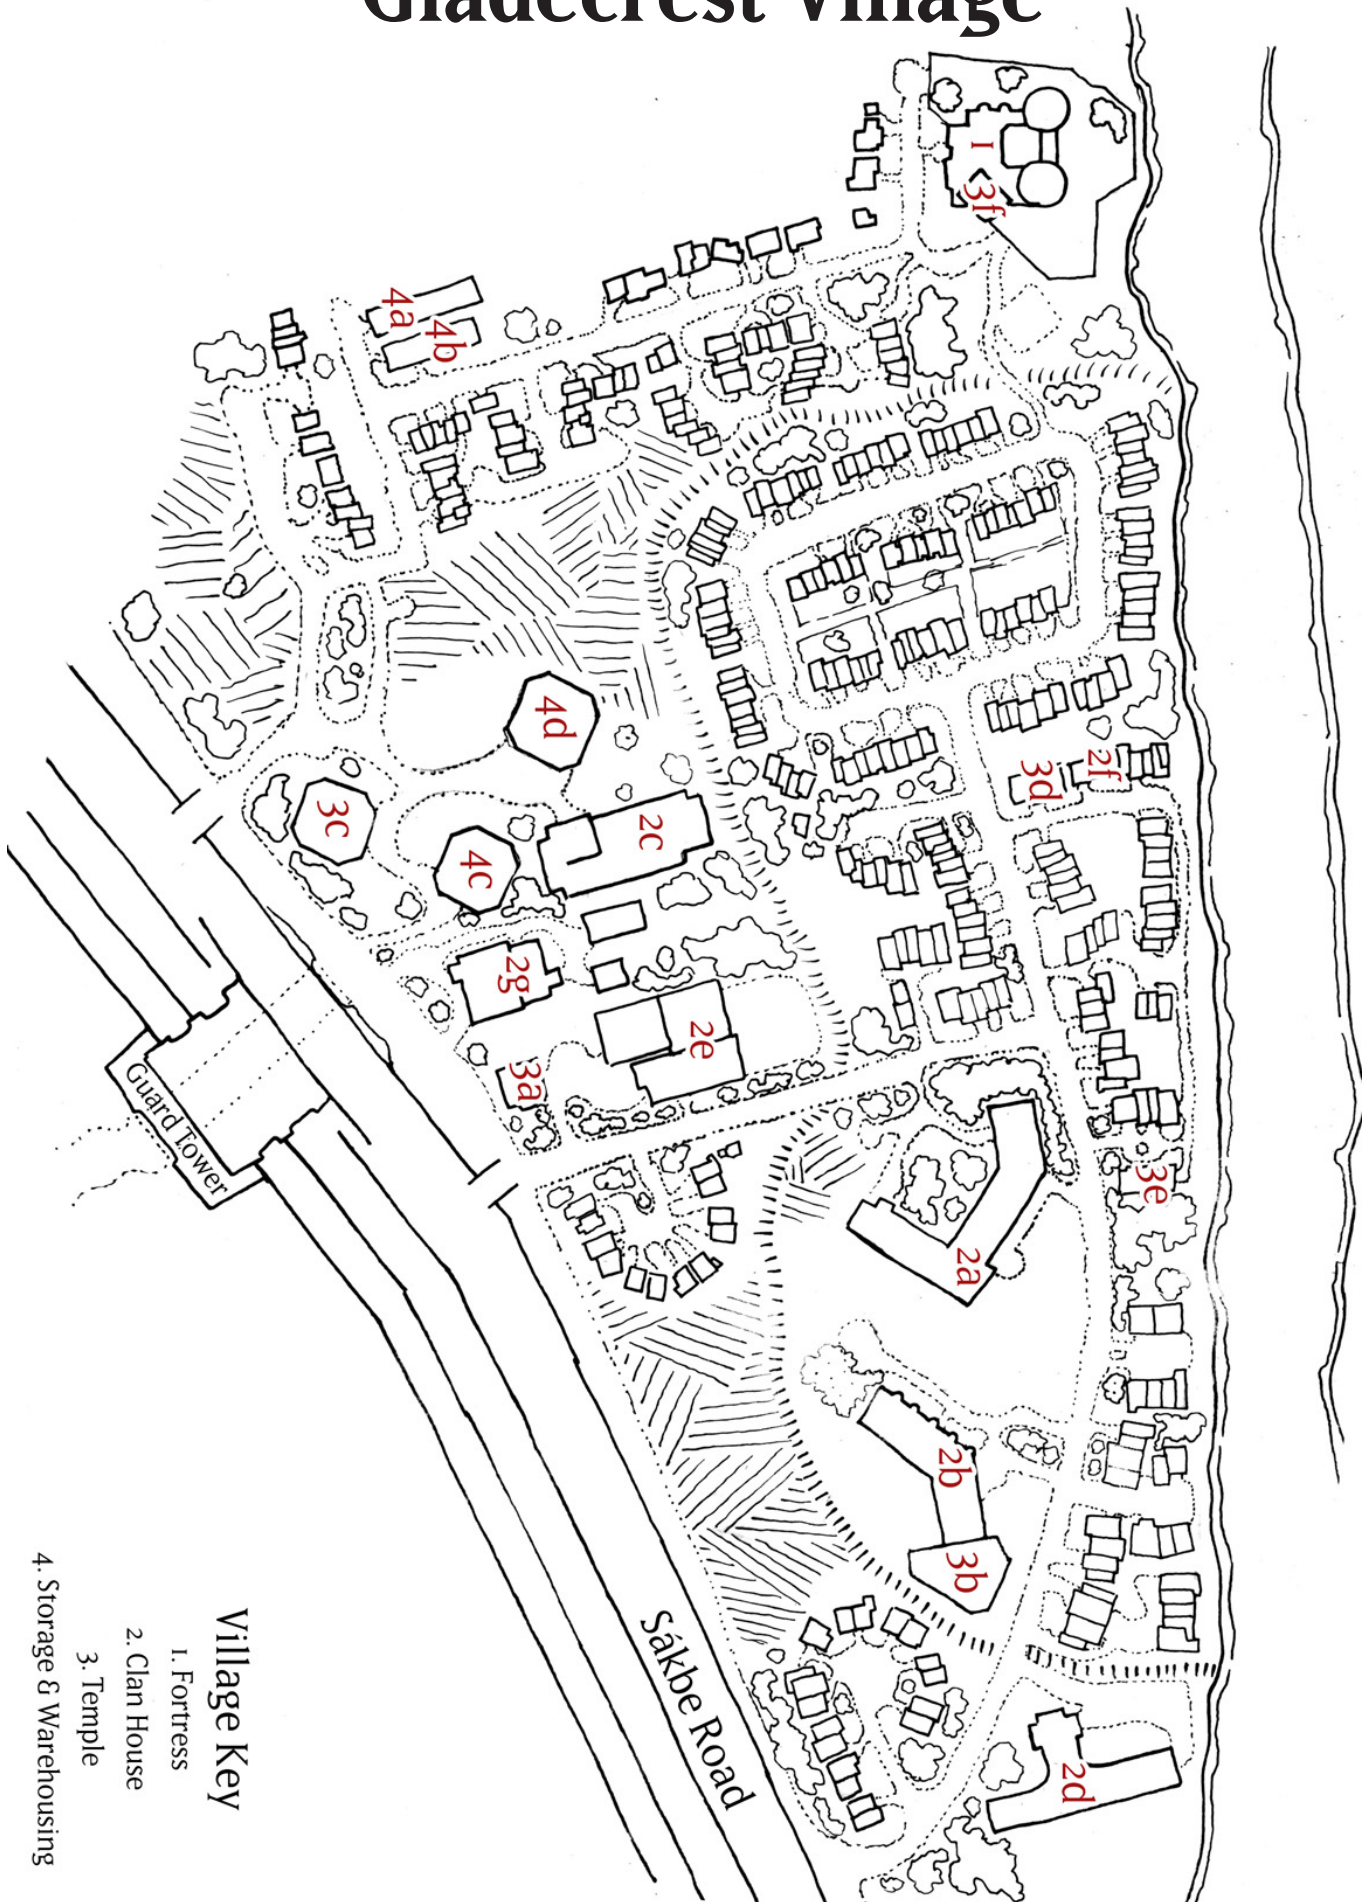 Gladecrest Village
1
3f
4a
4b
4d
2c
3c
4c
2g
2e
3a
2f
3d
3e
2a
2b
3b
2d
Guard Tower
Sákbe Road
Village Key
1. Fortress
2. Clan House
3. Temple
4. Storage & Warehousing